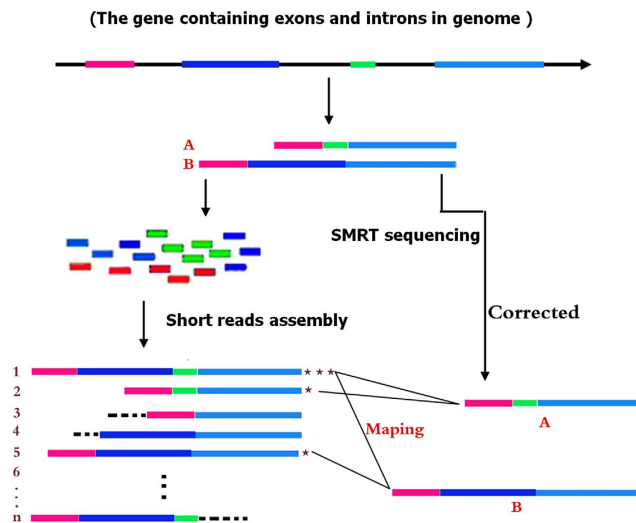 (The gene containing exons and introns in genome )
A
B
SMRT sequencing
Short reads assembly
Corrected
1 ★ ★ ★
2 ★
3
4
5 ★
6
.
.
n
Maping
A
B